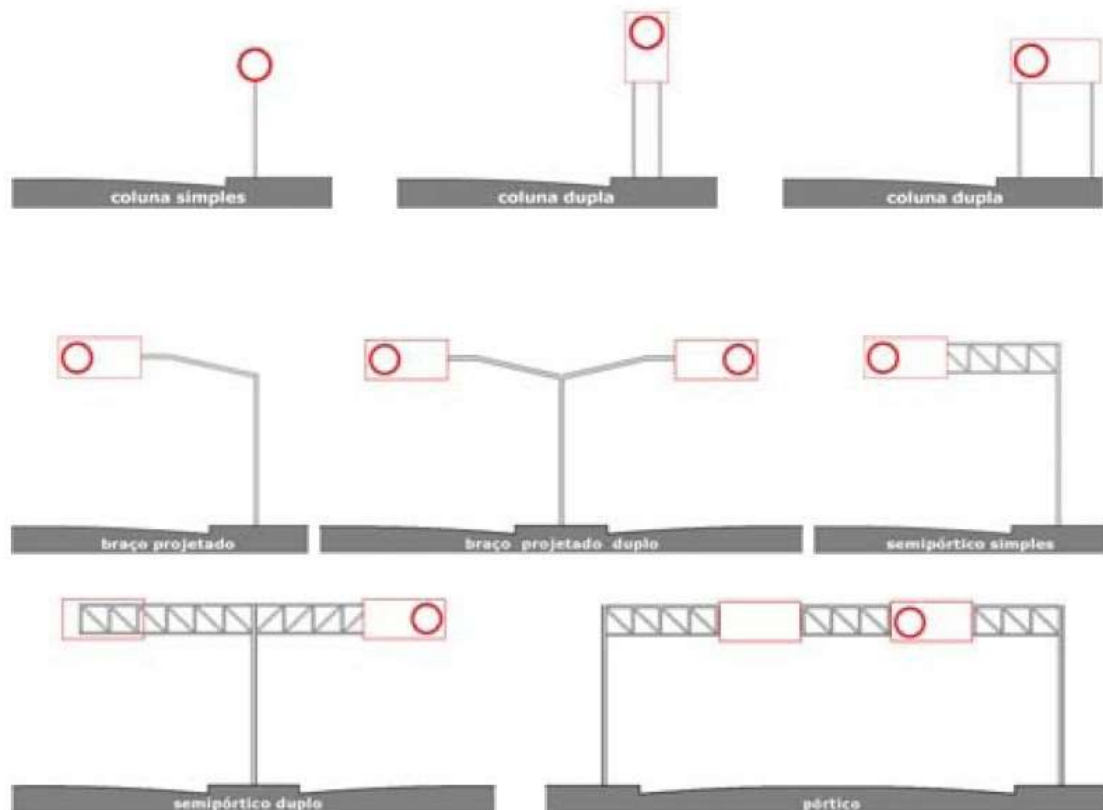 coluna simples
coluna dupla
coluna dupla
braço projetado
braço projetado duplo
semipórtico simples
semipórtico duplo
pórtico